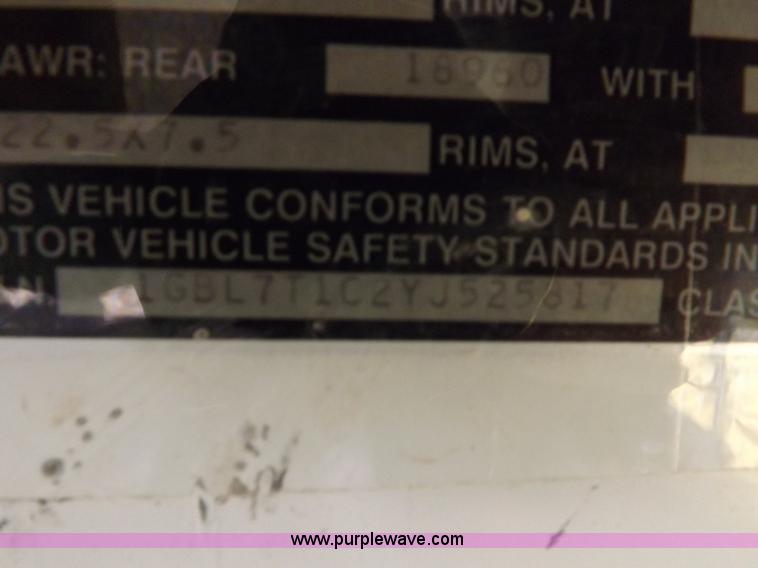 RIMS, AT
AWR: REAR 18960 WITH
22.5X7.5 RIMS, AT
IS VEHICLE CONFORMS TO ALL APPLI
OTOR VEHICLE SAFETY STANDARDS IN
1GBL7T1C2YJ525817 CLAS
www.purplewave.com